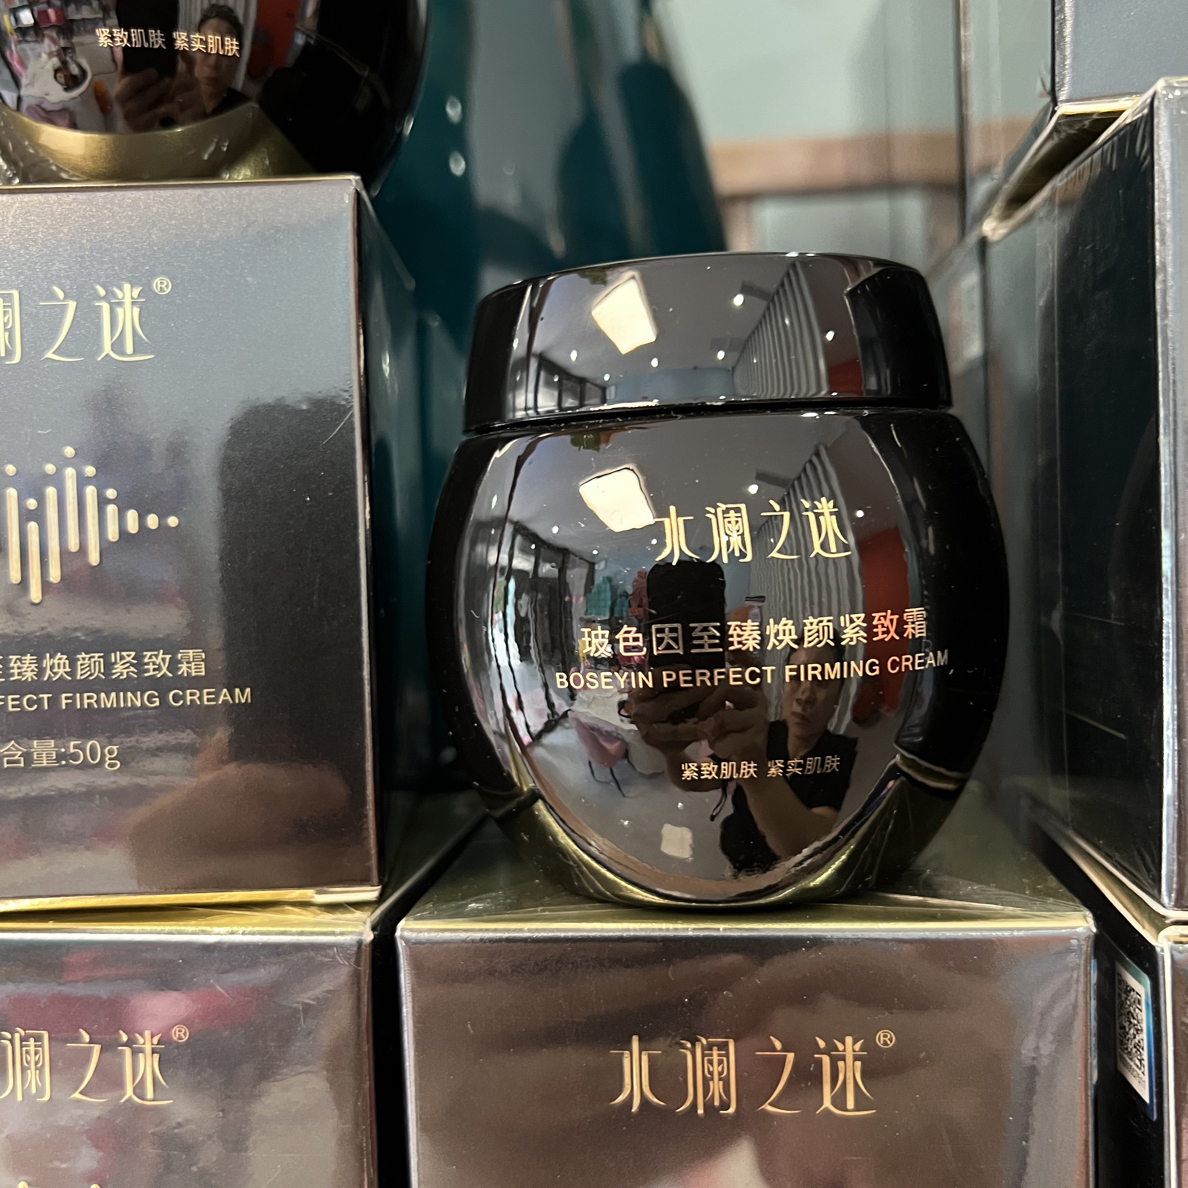 紧致肌肤 紧实肌肤
澜之迷®
至臻焕颜紧致霜
FECT FIRMING CREAM
含量:50g
水澜之迷
玻色因至臻焕颜紧致霜
BOSEYIN PERFECT FIRMING CREAM
紧致肌肤 紧实肌肤
澜之迷®
水澜之迷®